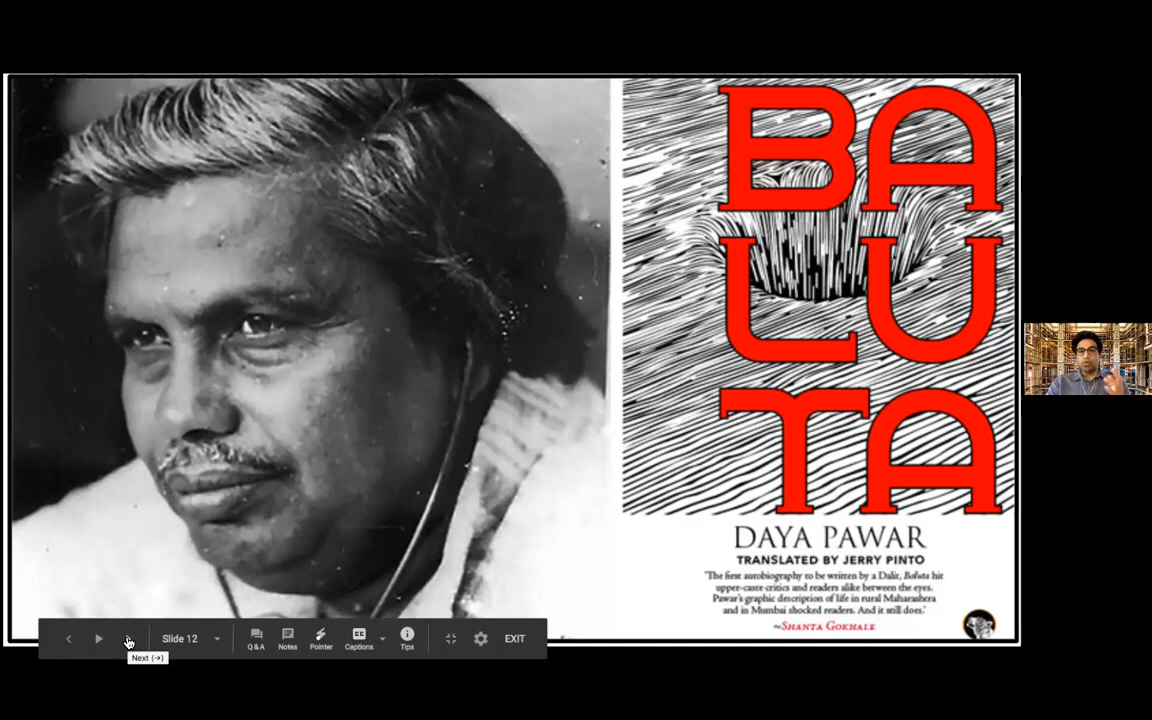 BA
LU
TA
DAYA PAWAR
TRANSLATED BY JERRY PINTO
'The first autobiography to be written by a Dalit, Baluta hit
upper-caste critics and readers alike between the eyes.
Pawar's graphic description of life in rural Maharashtra
and in Mumbai shocked readers. And it still does.'
~SHANTA GOKHALE
Slide 12
Q & A
Notes
Pointer
CC
Captions
Tips
EXIT
Next (→)